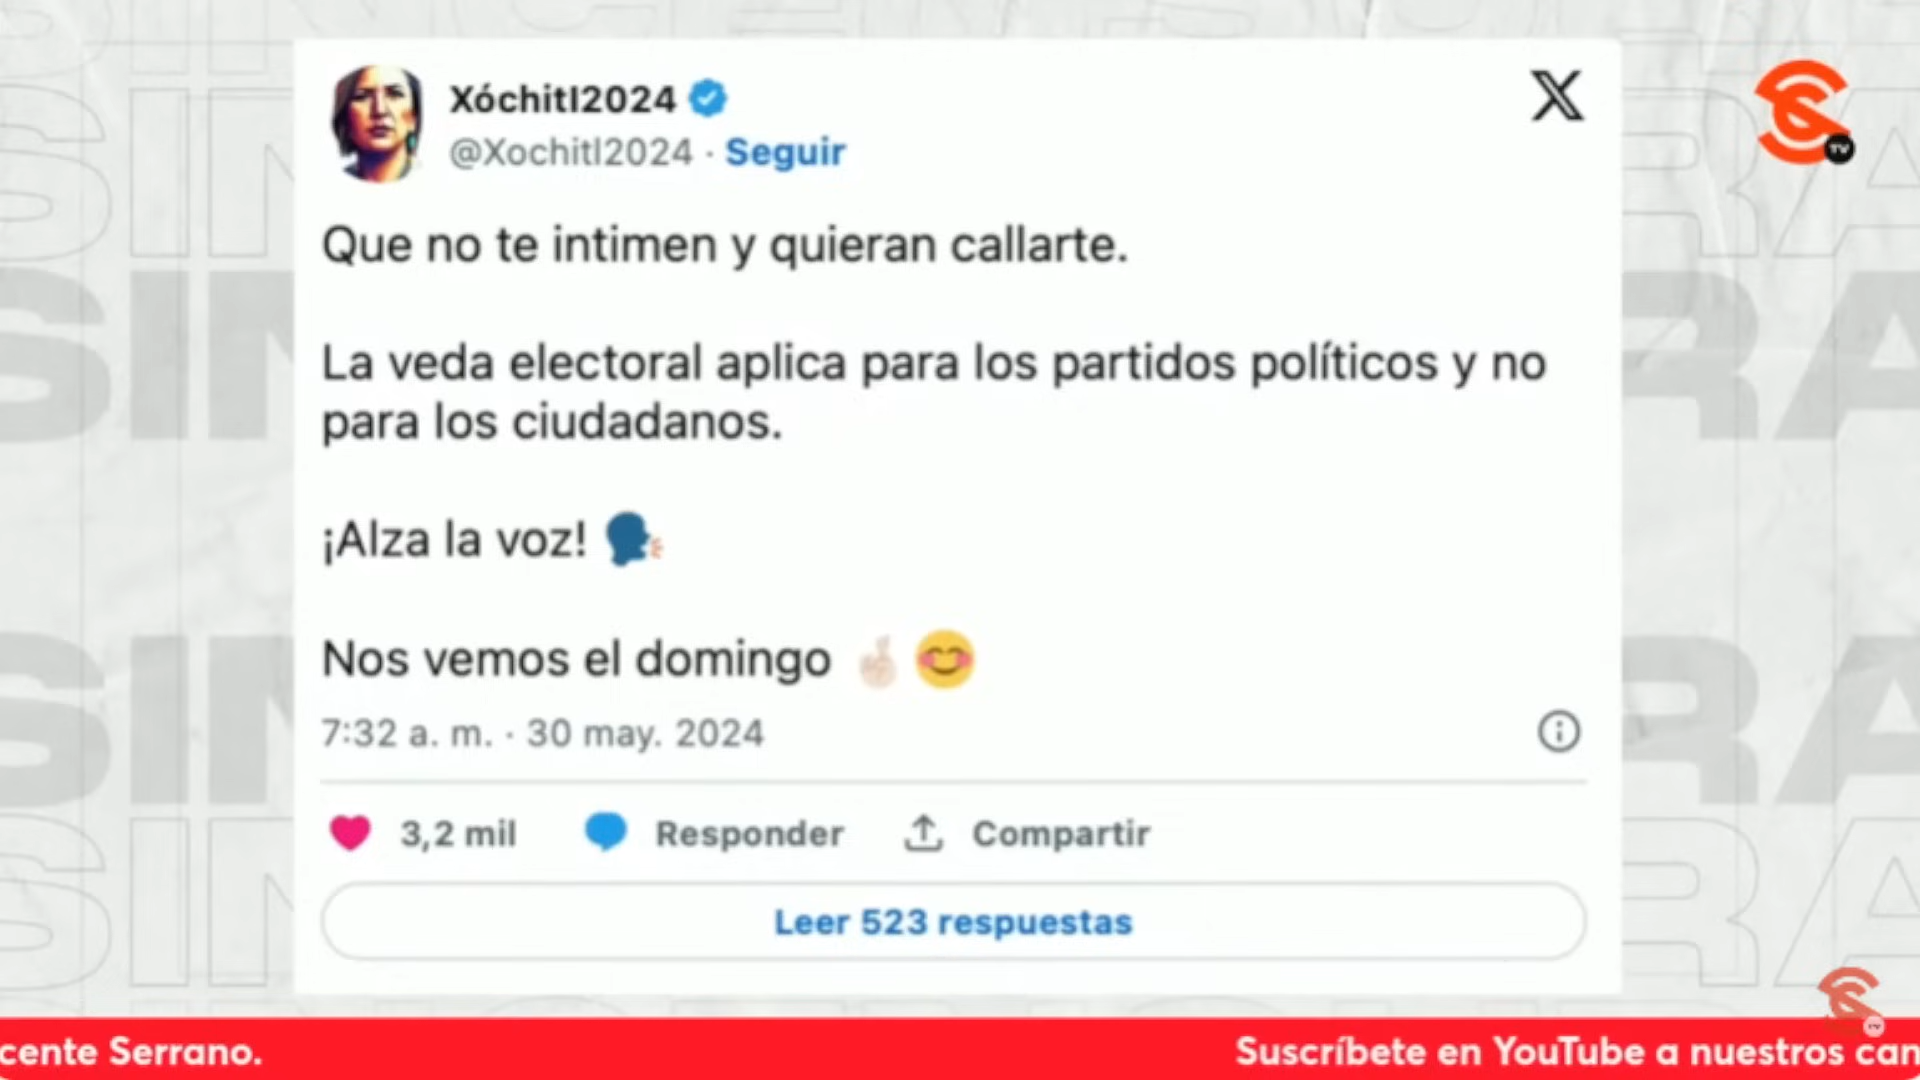 Xóchitl2024
@Xochitl2024 · Seguir
Que no te intimen y quieran callarte.
La veda electoral aplica para los partidos políticos y no
para los ciudadanos.
¡Alza la voz! 🗣️
Nos vemos el domingo 🤞🏻😊
7:32 a. m. · 30 may. 2024
3,2 mil Responder Compartir
Leer 523 respuestas
TV
cente Serrano. Suscríbete en YouTube a nuestros can